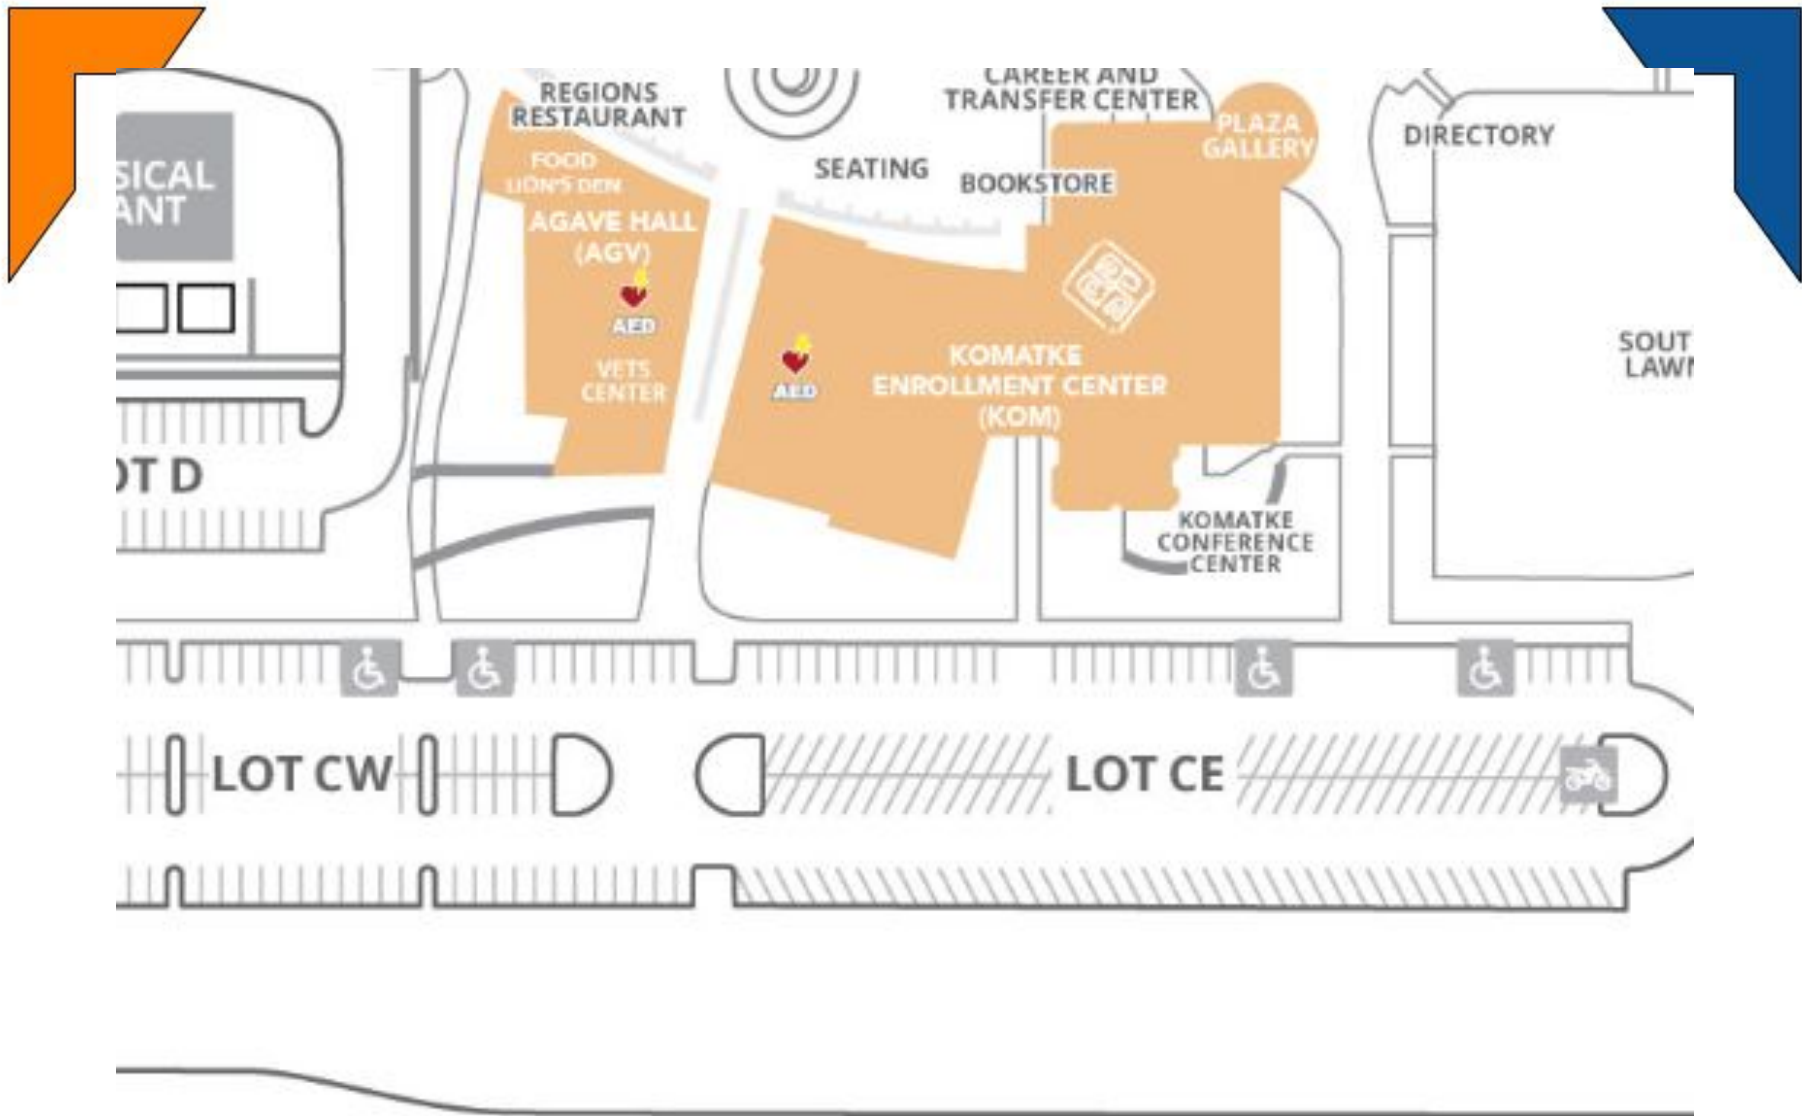 REGIONS
RESTAURANT
CAREER AND
TRANSFER CENTER
PLAZA
GALLERY
DIRECTORY
SEATING
BOOKSTORE
FOOD
LION'S DEN
SICAL
ANT
AGAVE HALL
(AGV)
AED
VETS
CENTER
AED
KOMATKE
ENROLLMENT CENTER
(KOM)
SOUT
LAWN
OT D
KOMATKE
CONFERENCE
CENTER
LOT CW
LOT CE